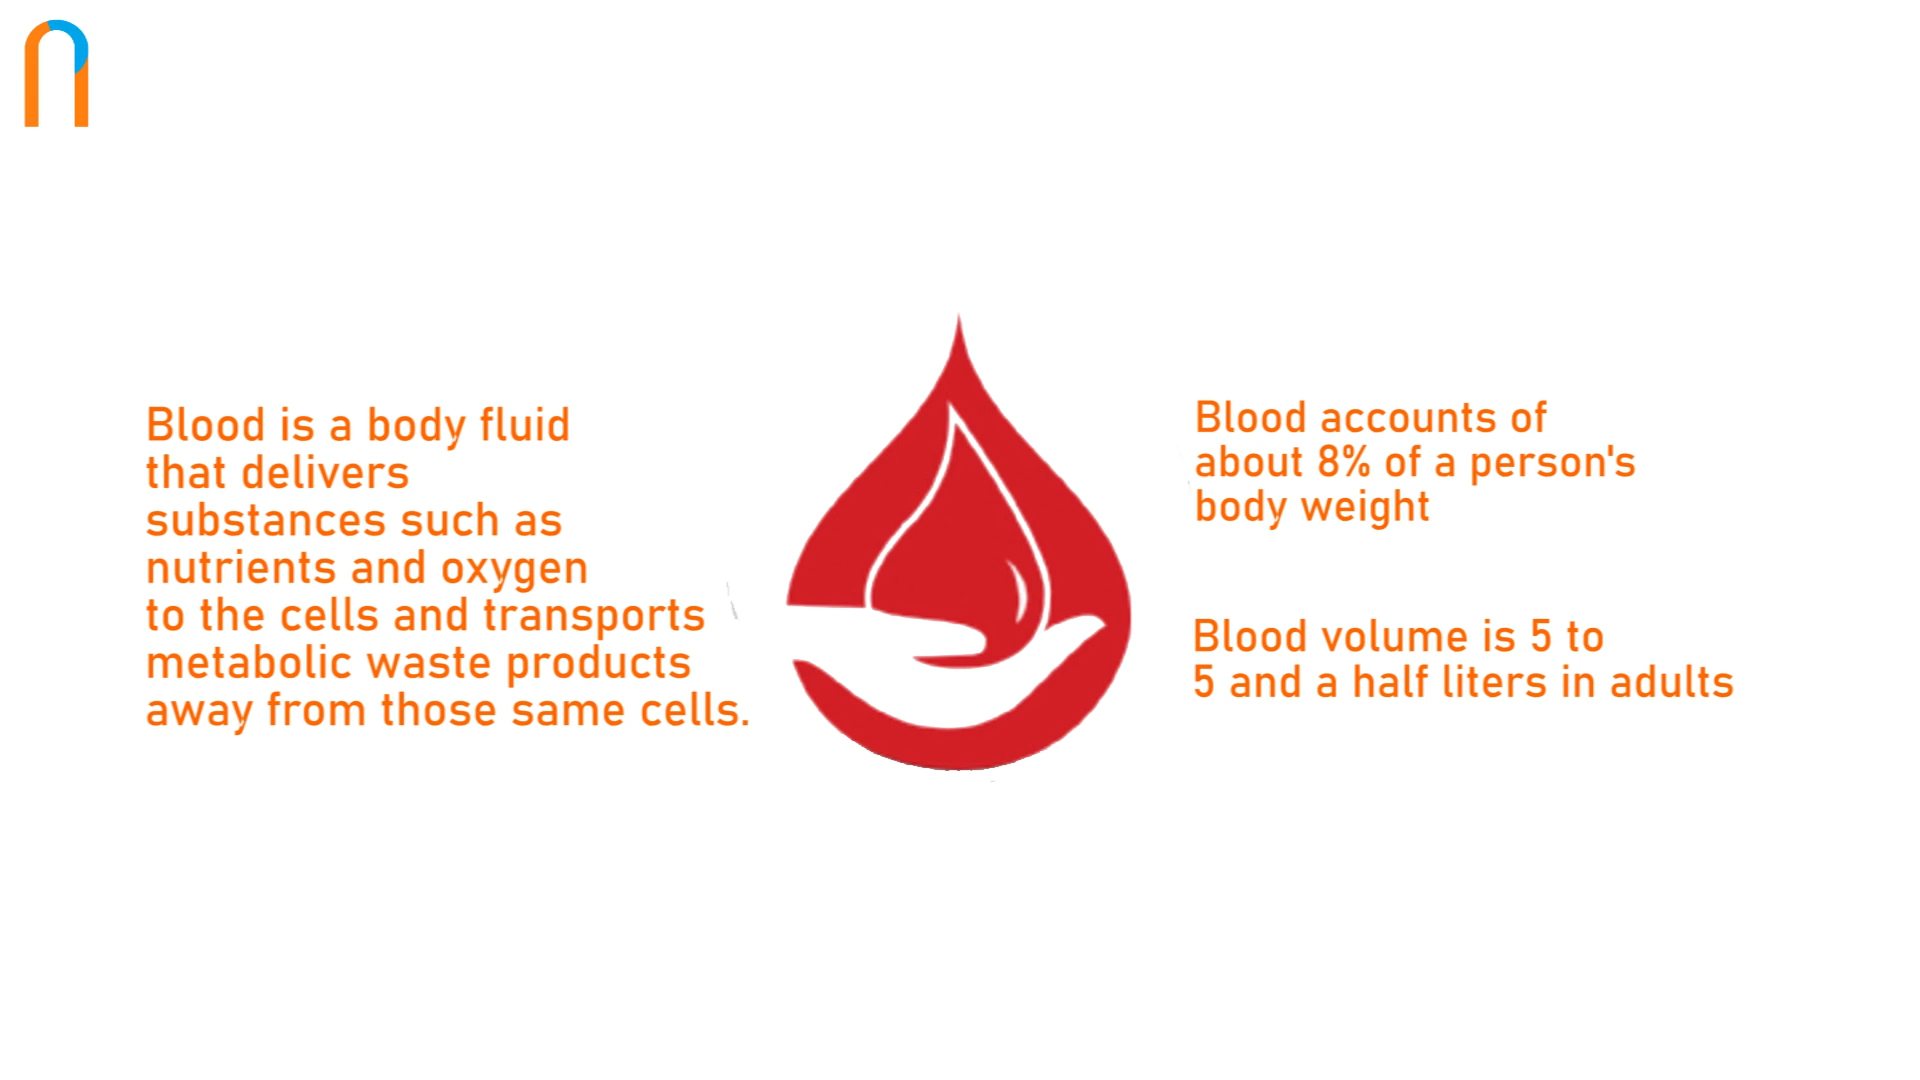 Blood is a body fluid
that delivers
substances such as
nutrients and oxygen
to the cells and transports
metabolic waste products
away from those same cells.
Blood accounts of
about 8% of a person's
body weight
Blood volume is 5 to
5 and a half liters in adults